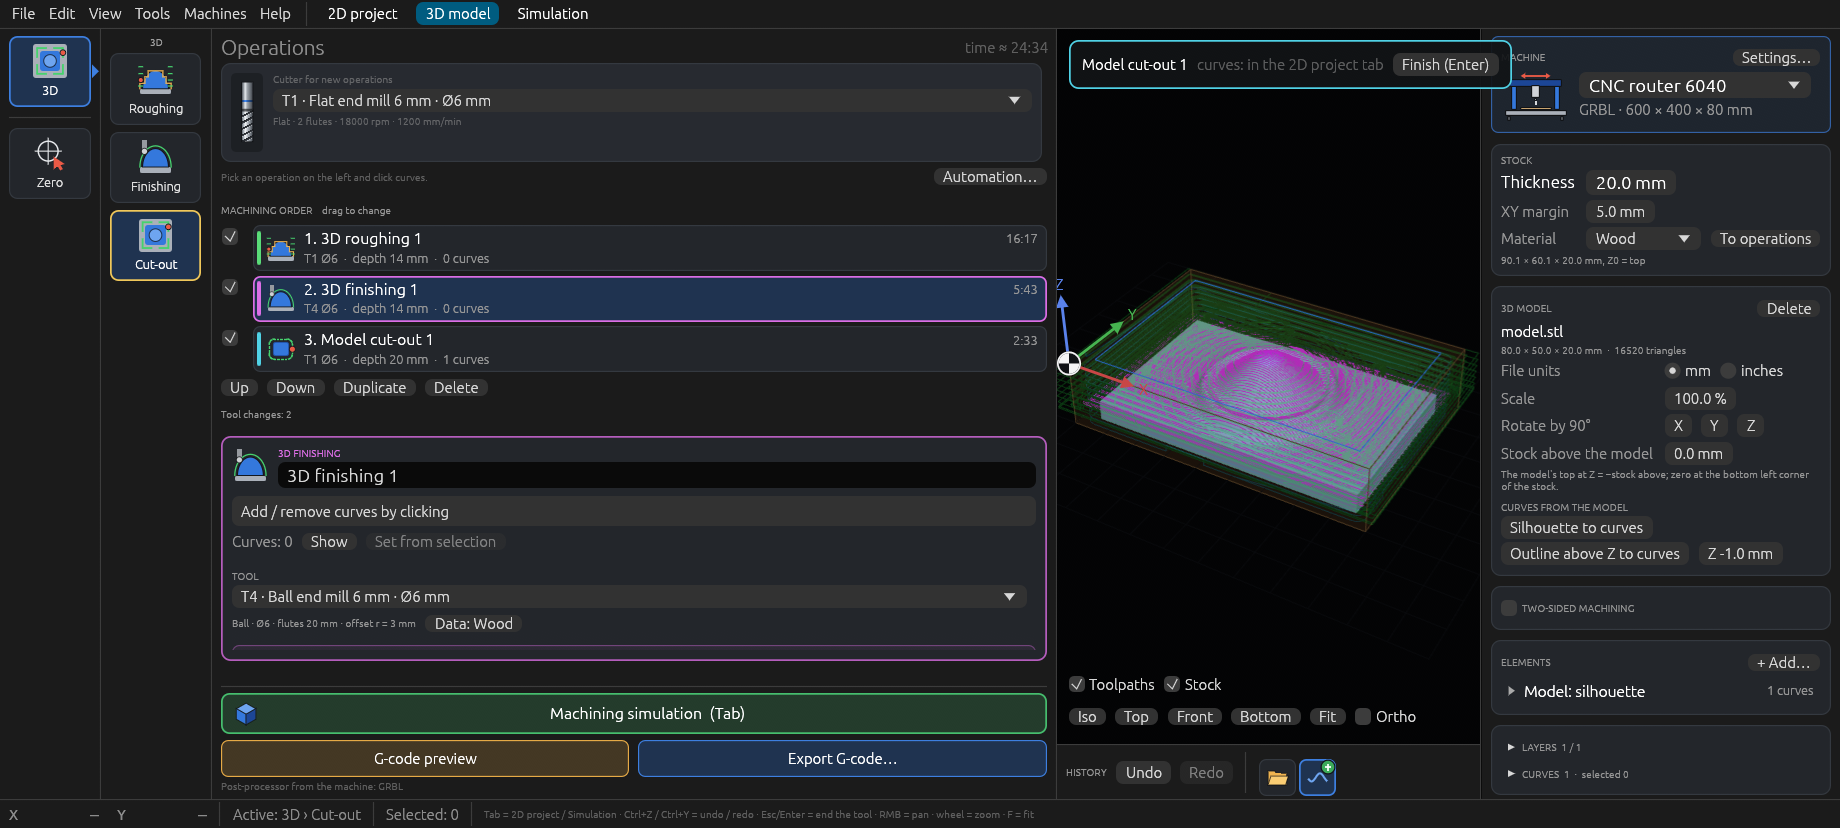 File Edit View Tools Machines Help 2D project 3D model Simulation
3D
Zero
3D
Roughing
Finishing
Cut-out
Operations
time ≈ 24:34
Cutter for new operations
T1 · Flat end mill 6 mm · Ø6 mm
Flat · 2 flutes · 18000 rpm · 1200 mm/min
Pick an operation on the left and click curves.
Automation...
MACHINING ORDER drag to change
1. 3D roughing 1
16:17
T1 Ø6 · depth 14 mm · 0 curves
2. 3D finishing 1
5:43
T4 Ø6 · depth 14 mm · 0 curves
3. Model cut-out 1
2:33
T1 Ø6 · depth 20 mm · 1 curves
Up Down Duplicate Delete
Tool changes: 2
3D FINISHING
3D finishing 1
Add / remove curves by clicking
Curves: 0 Show Set from selection
TOOL
T4 · Ball end mill 6 mm · Ø6 mm
Ball · Ø6 · flutes 20 mm · offset r = 3 mm Data: Wood
Machining simulation (Tab)
G-code preview
Export G-code...
Post-processor from the machine: GRBL
Model cut-out 1 curves: in the 2D project tab Finish (Enter)
Z
Y
X
Toolpaths Stock
Iso Top Front Bottom Fit Ortho
HISTORY Undo Redo
ACHINE
Settings...
CNC router 6040
GRBL · 600 × 400 × 80 mm
STOCK
Thickness 20.0 mm
XY margin 5.0 mm
Material Wood To operations
90.1 × 60.1 × 20.0 mm, Z0 = top
3D MODEL
Delete
model.stl
80.0 × 50.0 × 20.0 mm · 16520 triangles
File units mm inches
Scale 100.0 %
Rotate by 90° X Y Z
Stock above the model 0.0 mm
The model's top at Z = −stock above; zero at the bottom left corner
of the stock.
CURVES FROM THE MODEL
Silhouette to curves
Outline above Z to curves Z -1.0 mm
TWO-SIDED MACHINING
ELEMENTS
+ Add...
Model: silhouette
1 curves
LAYERS 1 / 1
CURVES 1 · selected 0
X – Y – Active: 3D › Cut-out Selected: 0 Tab = 2D project / Simulation · Ctrl+Z / Ctrl+Y = undo / redo · Esc/Enter = end the tool · RMB = pan · wheel = zoom · F = fit